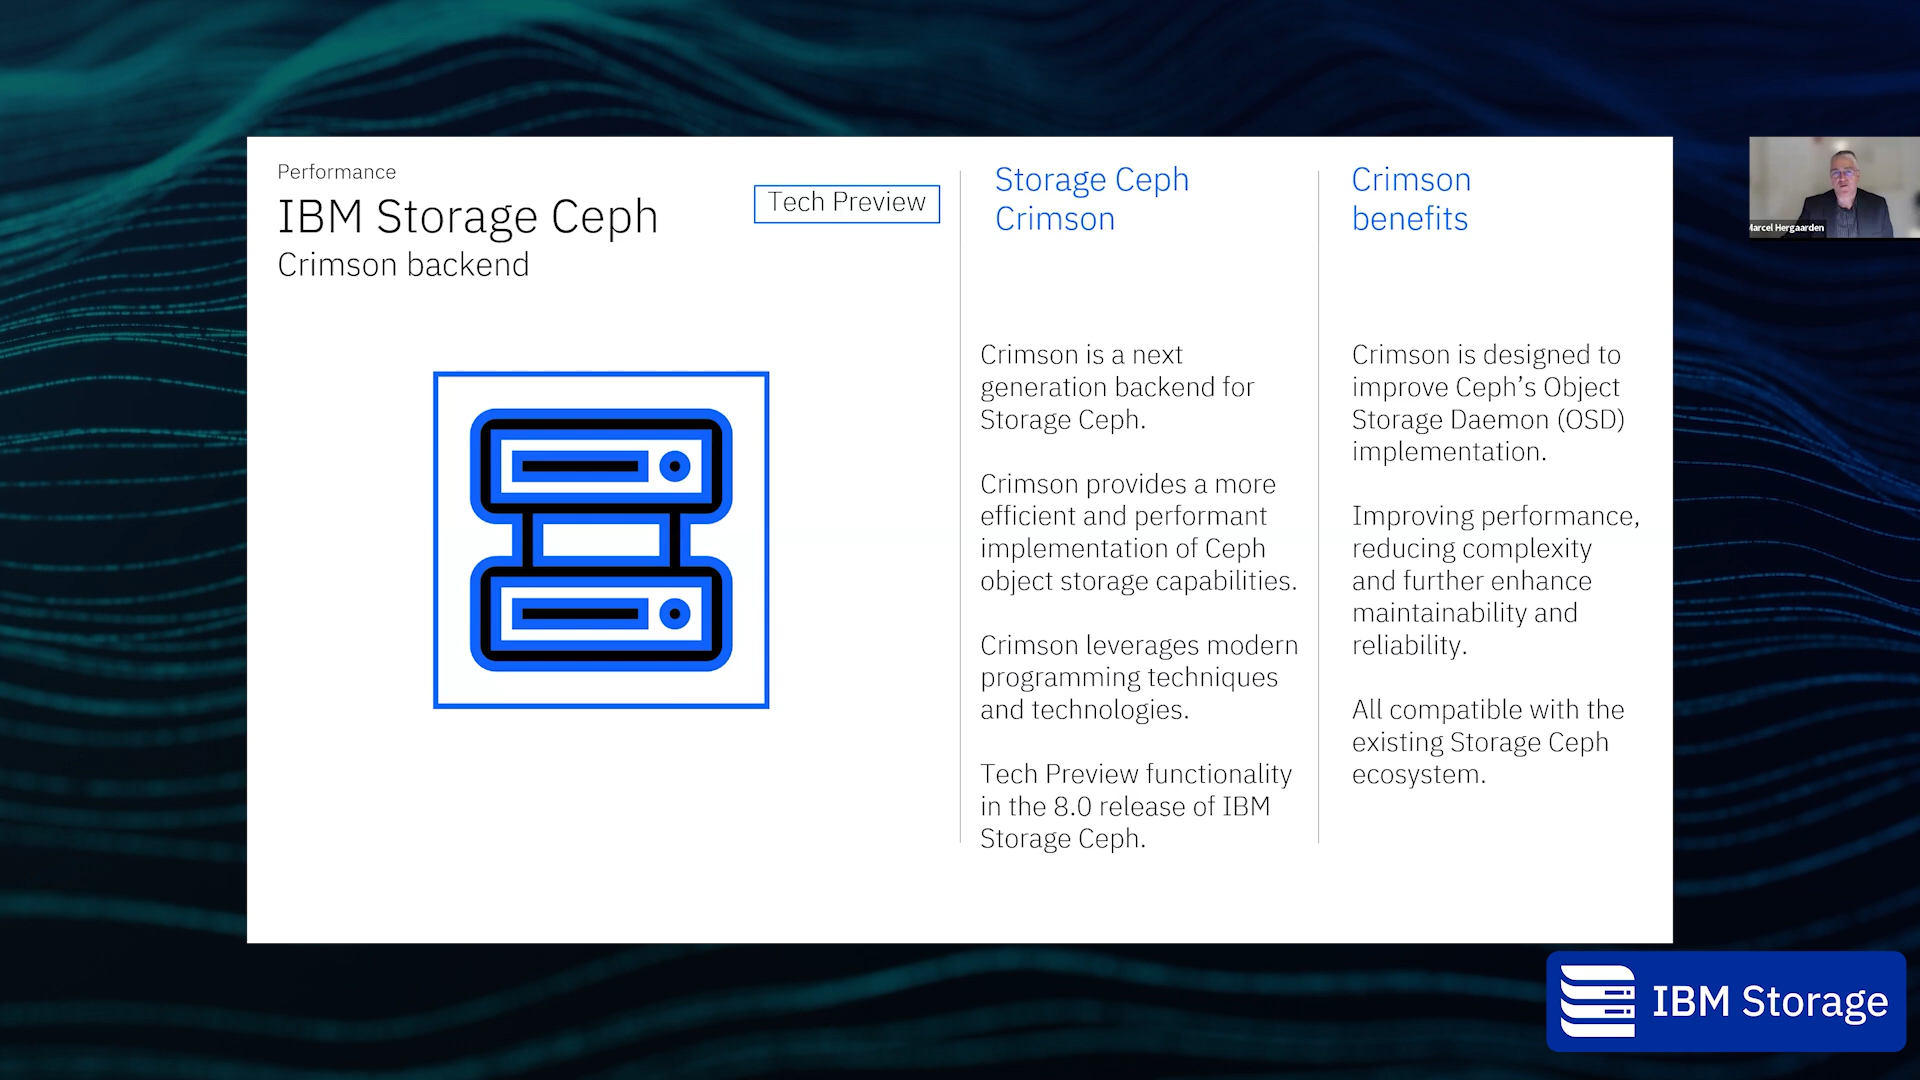 Performance
IBM Storage Ceph
Crimson backend
Tech Preview
Storage Ceph
Crimson
Crimson is a next
generation backend for
Storage Ceph.
Crimson provides a more
efficient and performant
implementation of Ceph
object storage capabilities.
Crimson leverages modern
programming techniques
and technologies.
Tech Preview functionality
in the 8.0 release of IBM
Storage Ceph.
Crimson
benefits
Crimson is designed to
improve Ceph’s Object
Storage Daemon (OSD)
implementation.
Improving performance,
reducing complexity
and further enhance
maintainability and
reliability.
All compatible with the
existing Storage Ceph
ecosystem.
Marcel Hergaarden
IBM Storage